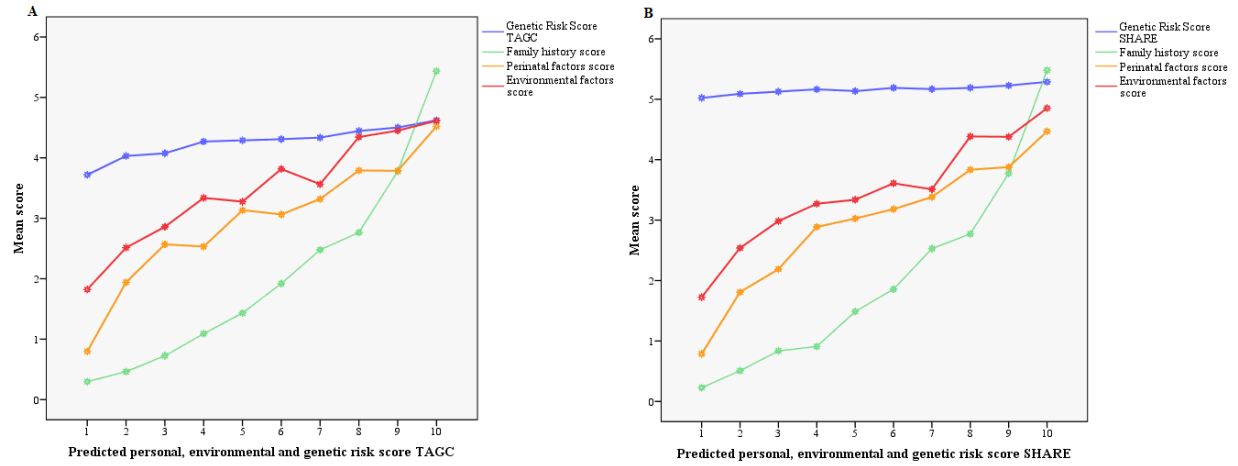 A
Genetic Risk Score
TAGC
Family history score
Perinatal factors score
Environmental factors
score
Mean score
6
5
4
3
2
1
0
1 2 3 4 5 6 7 8 9 10
Predicted personal, environmental and genetic risk score TAGC
B
Genetic Risk Score
SHARE
Family history score
Perinatal factors score
Environmental factors
score
Mean score
6
5
4
3
2
1
0
1 2 3 4 5 6 7 8 9 10
Predicted personal, environmental and genetic risk score SHARE